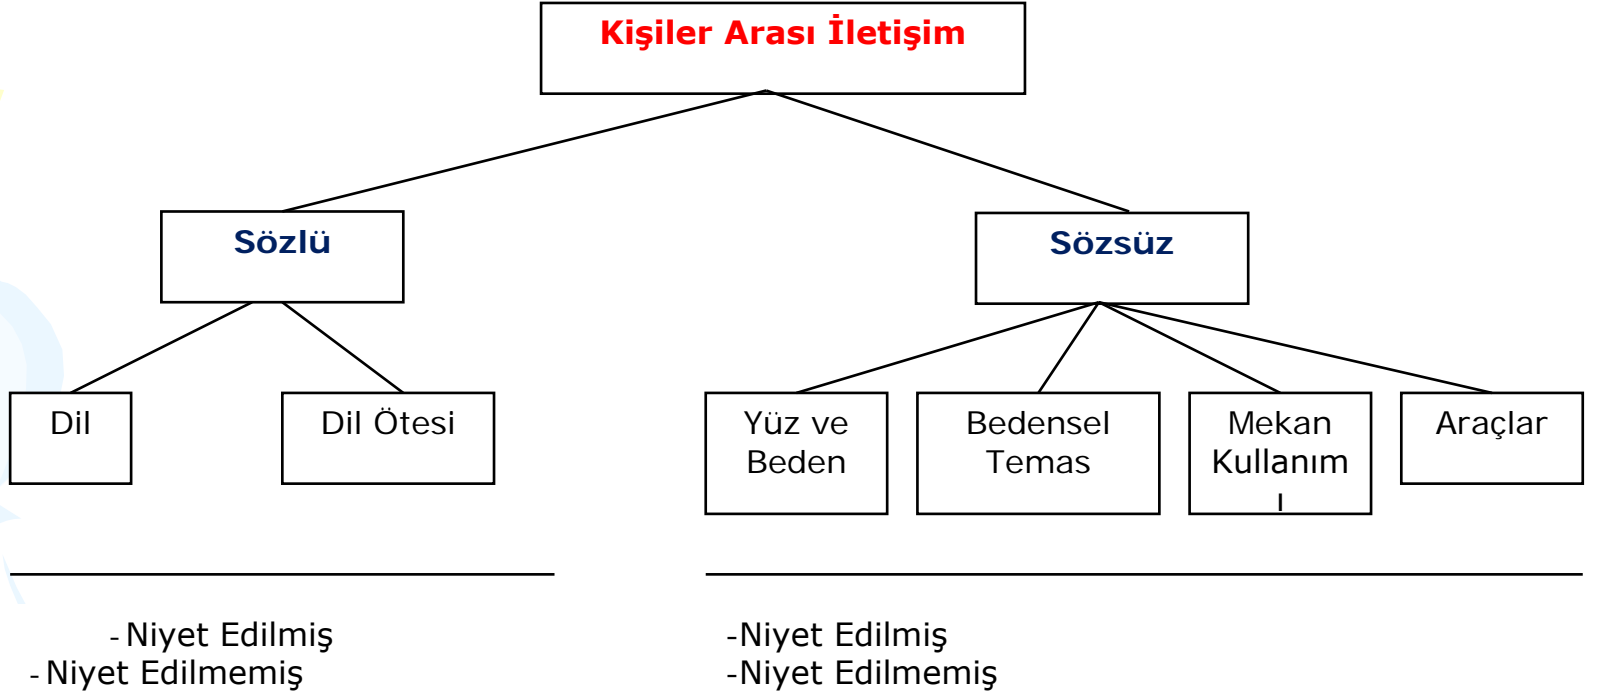 Kişiler Arası İletişim
Sözlü
Sözsüz
Dil
Dil Ötesi
Yüz ve
Beden
Bedensel
Temas
Mekan
Kullanım
ı
Araçlar
- Niyet Edilmiş
- Niyet Edilmemiş
-Niyet Edilmiş
-Niyet Edilmemiş